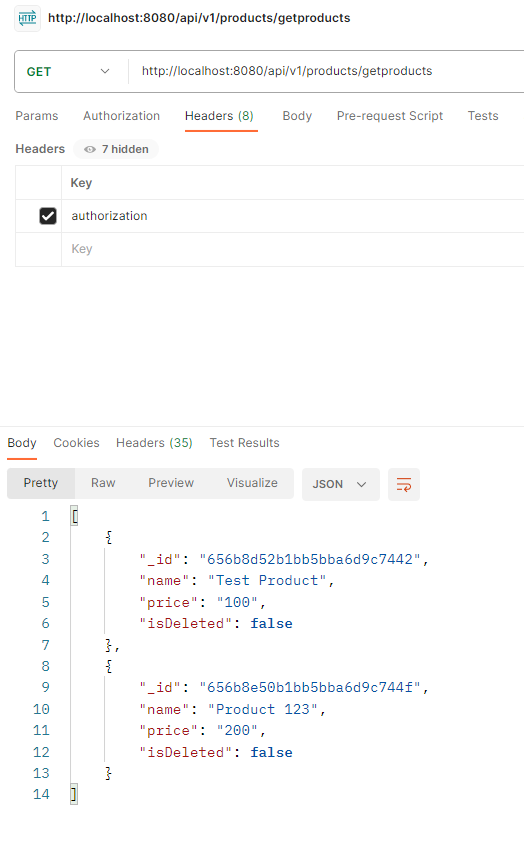 HTTP http://localhost:8080/api/v1/products/getproducts
GET http://localhost:8080/api/v1/products/getproducts
Params Authorization Headers (8) Body Pre-request Script Tests
Headers 7 hidden
Key
authorization
Key
Body Cookies Headers (35) Test Results
Pretty Raw Preview Visualize JSON
1 [
2 {
3 "_id": "656b8d52b1bb5bba6d9c7442",
4 "name": "Test Product",
5 "price": "100",
6 "isDeleted": false
7 },
8 {
9 "_id": "656b8e50b1bb5bba6d9c744f",
10 "name": "Product 123",
11 "price": "200",
12 "isDeleted": false
13 }
14 ]